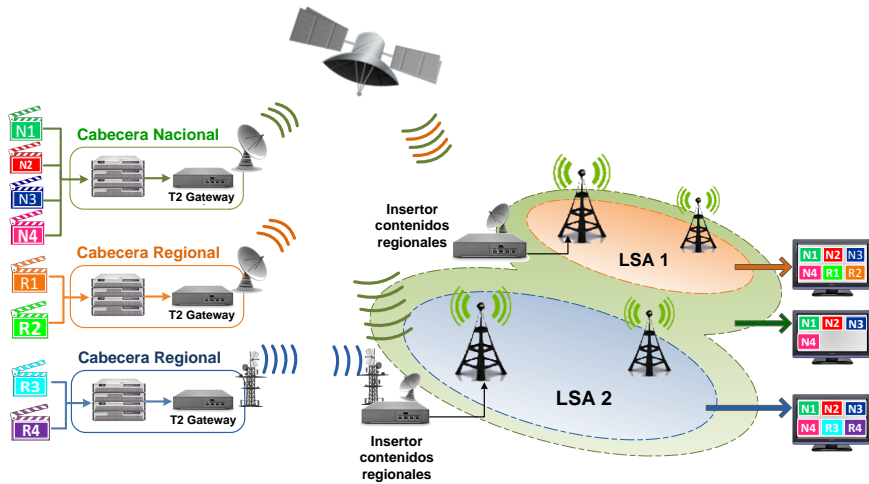 N1
N2
N3
N4
Cabecera Nacional
T2 Gateway
R1
R2
Cabecera Regional
T2 Gateway
R3
R4
Cabecera Regional
T2 Gateway
Insertor
contenidos
regionales
LSA 1
Insertor
contenidos
regionales
LSA 2
N1 N2 N3
N4 R1 R2
N1 N2 N3
N4
N1 N2 N3
N4 R3 R4